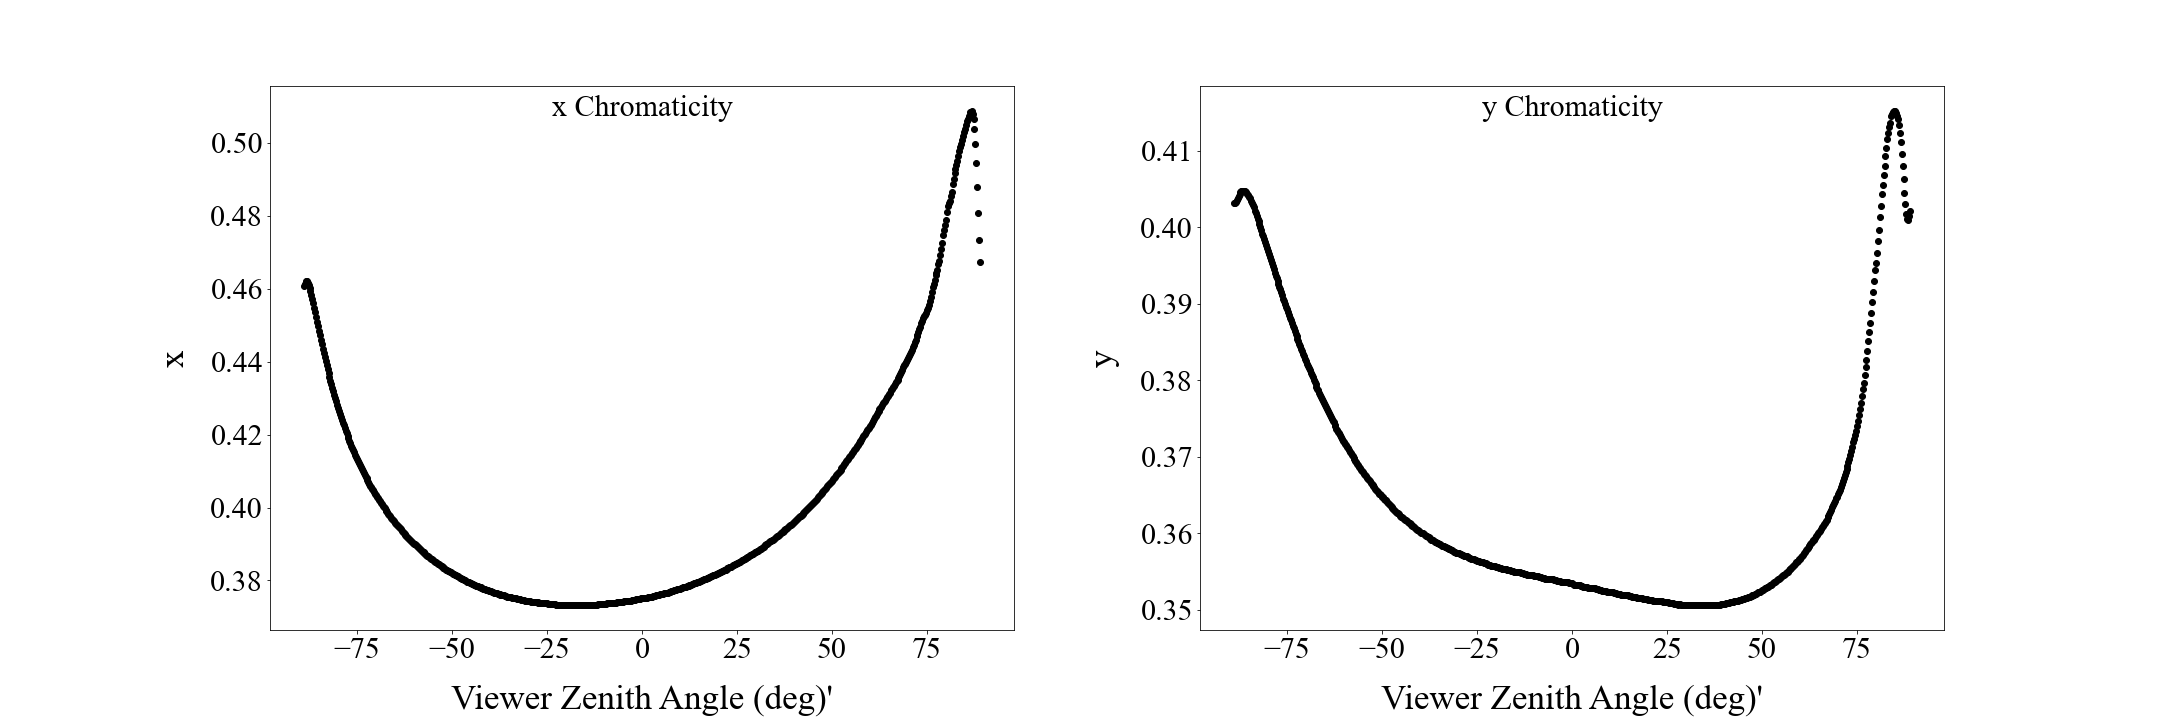 x Chromaticity
0.50
0.48
0.46
0.44
0.42
0.40
0.38
x
−75 −50 −25 0 25 50 75
Viewer Zenith Angle (deg)'
y Chromaticity
0.41
0.40
0.39
0.38
0.37
0.36
0.35
y
−75 −50 −25 0 25 50 75
Viewer Zenith Angle (deg)'